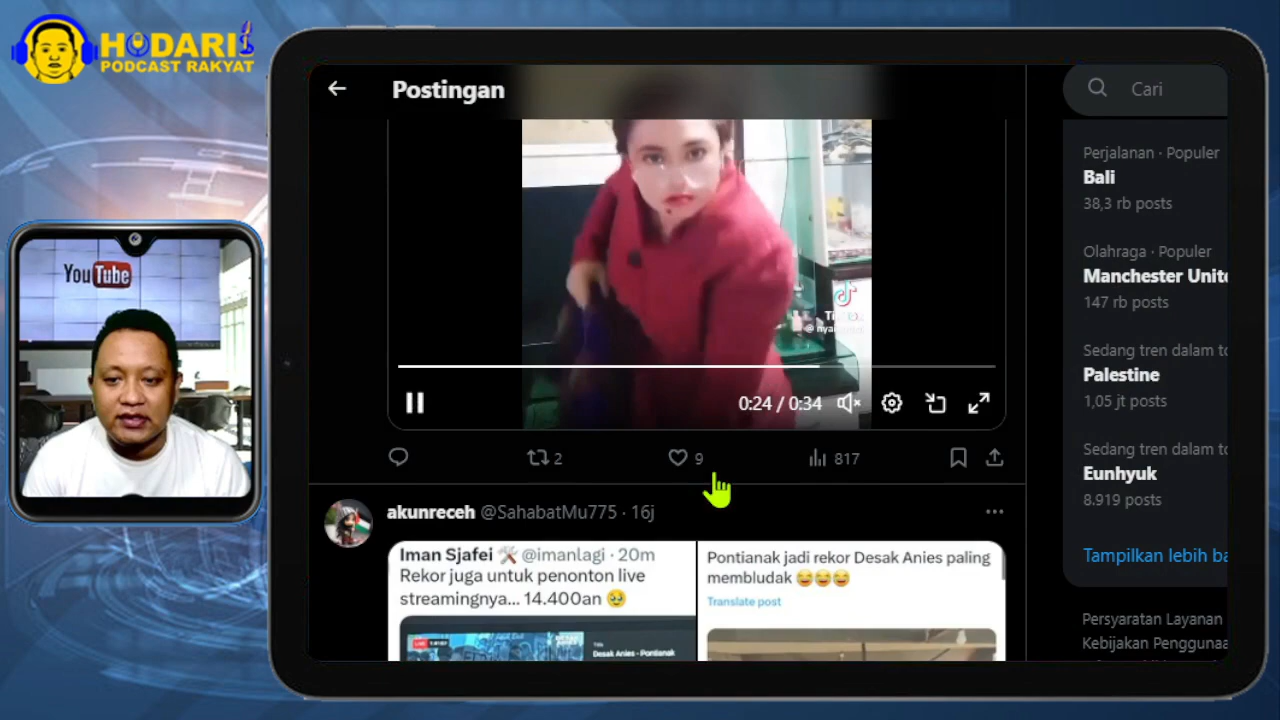 HODARI
PODCAST RAKYAT
YouTube
Postingan
Cari
0:24 / 0:34
2
9
817
akunreceh @SahabatMu775 · 16j
Iman Sjafei 🛠️ @imanlagi · 20m
Rekor juga untuk penonton live
streamingnya... 14.400an 🥹
Desak Anies - Pontianak
Pontianak jadi rekor Desak Anies paling
membludak 😂😂😂
Translate post
Perjalanan · Populer
Bali
38,3 rb posts
Olahraga · Populer
Manchester Unite
147 rb posts
Sedang tren dalam to
Palestine
1,05 jt posts
Sedang tren dalam to
Eunhyuk
8.919 posts
Tampilkan lebih ba
Persyaratan Layanan
Kebijakan Penggunaa